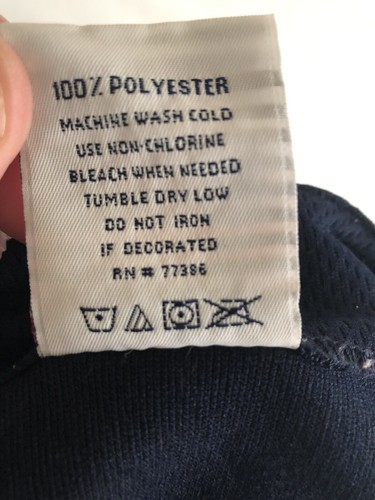 100% POLYESTER
MACHINE WASH COLD
USE NON-CHLORINE
BLEACH WHEN NEEDED
TUMBLE DRY LOW
DO NOT IRON
IF DECORATED
RN # 77386